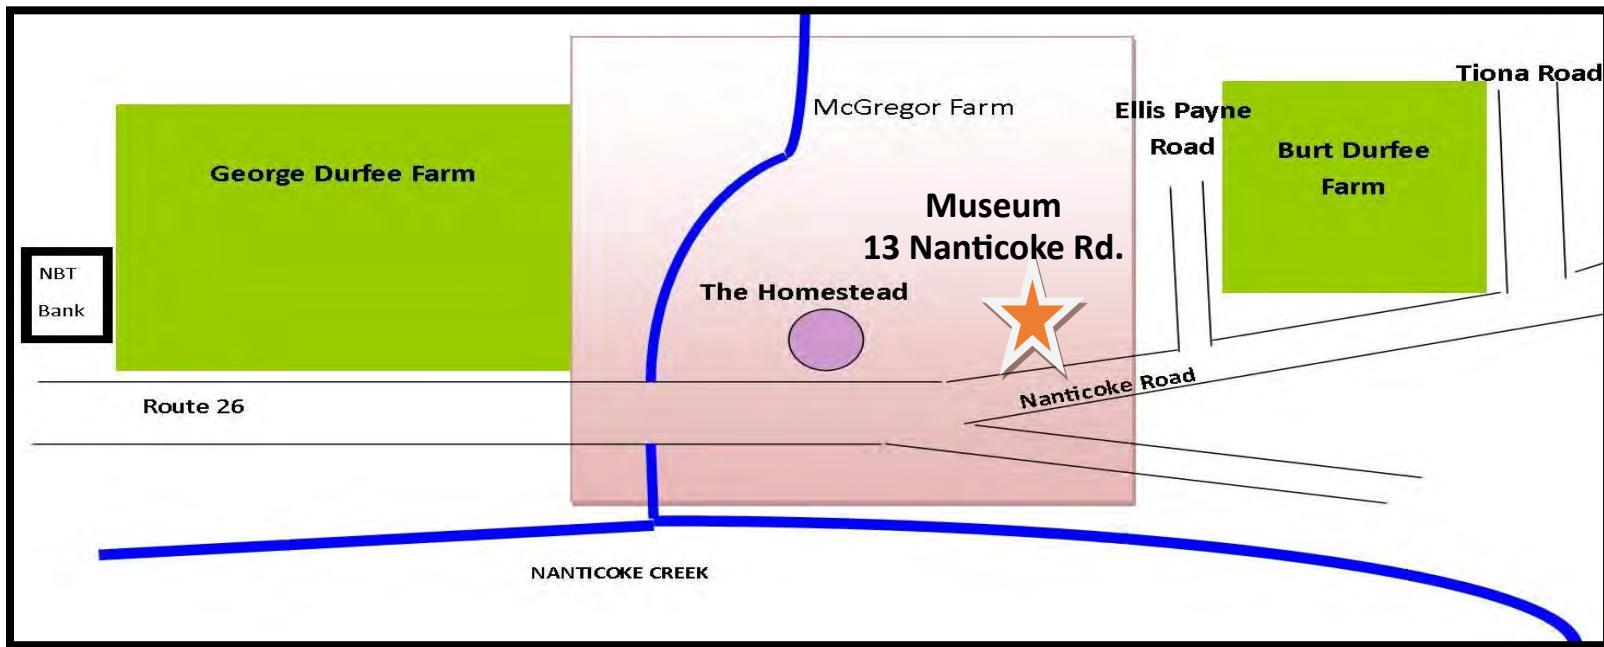 Tiona Road
McGregor Farm
Ellis Payne
Road
Burt Durfee
Farm
George Durfee Farm
Museum
13 Nanticoke Rd.
NBT
Bank
The Homestead
Nanticoke Road
Route 26
NANTICOKE CREEK